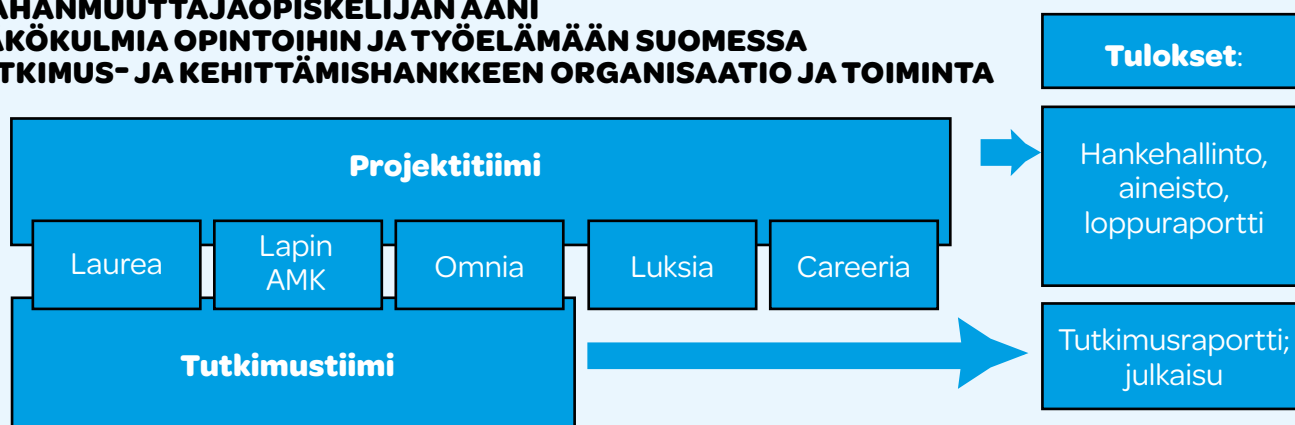 AHANMUUTTAJAOPISKELIJAN ÄÄNI
ÄKÖKULMIA OPINTOIHIN JA TYÖELÄMÄÄN SUOMESSA
TKIMUS- JA KEHITTÄMISHANKKEEN ORGANISAATIO JA TOIMINTA
Tulokset:
Projektitiimi
Hankehallinto,
aineisto,
loppuraportti
Laurea
Lapin
AMK
Omnia
Luksia
Careeria
Tutkimustiimi
Tutkimusraportti;
julkaisu